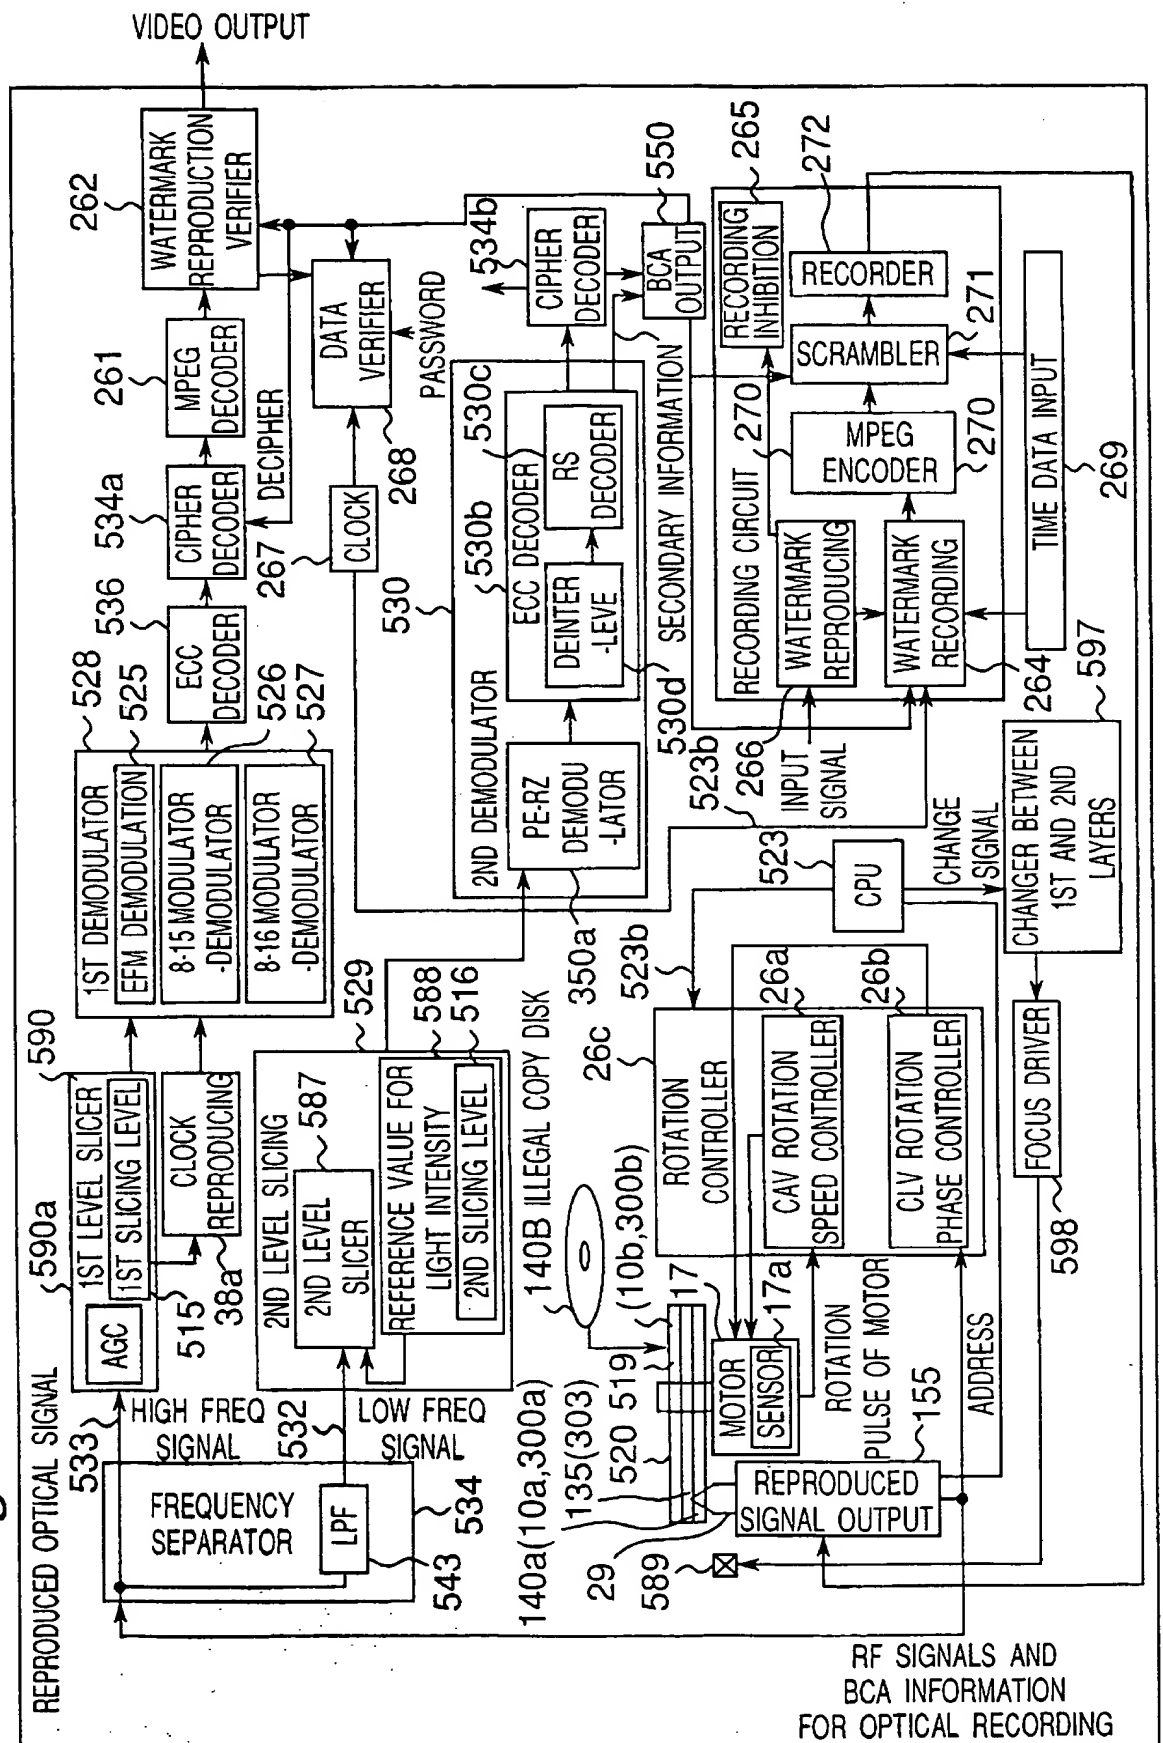 VIDEO OUTPUT
REPRODUCED OPTICAL SIGNAL
533
HIGH FREQ
SIGNAL
532
LOW FREQ
SIGNAL
FREQUENCY
SEPARATOR
LPF
543
534
590a
590
AGC
1ST LEVEL SLICER
1ST SLICING LEVEL
515
CLOCK
REPRODUCING
38a
528
1ST DEMODULATOR
525
EFM DEMODULATION
526
8-15 MODULATOR
-DEMODULATOR
527
8-16 MODULATOR
-DEMODULATOR
536
ECC
DECODER
534a
CIPHER
DECODER
DECIPHER
261
MPEG
DECODER
262
WATERMARK
REPRODUCTION
VERIFIER
267
CLOCK
268
DATA
VERIFIER
PASSWORD
529
2ND LEVEL SLICING
587
2ND LEVEL
SLICER
588
REFERENCE VALUE FOR
LIGHT INTENSITY
516
2ND SLICING LEVEL
530
2ND DEMODULATOR
PE-RZ
DEMODU
-LATOR
350a
530b
ECC DECODER
530c
DEINTER
-LEVE
RS
DECODER
530d
SECONDARY INFORMATION
534b
CIPHER
DECODER
550
BCA
OUTPUT
140B ILLEGAL COPY DISK
140a(10a,300a)
135(303)
520
519
(10b,300b)
17
MOTOR
SENSOR
17a
29
589
REPRODUCED
SIGNAL OUTPUT
155
ROTATION
PULSE OF MOTOR
ADDRESS
26c
ROTATION
CONTROLLER
26a
CAV ROTATION
SPEED CONTROLLER
26b
CLV ROTATION
PHASE CONTROLLER
523b
523
CPU
523b
CHANGE
SIGNAL
597
CHANGER BETWEEN
1ST AND 2ND
LAYERS
FOCUS DRIVER
598
INPUT
SIGNAL
266
RECORDING CIRCUIT
270
WATERMARK
REPRODUCING
WATERMARK
RECORDING
264
MPEG
ENCODER
270
SCRAMBLER
271
RECORDER
272
RECORDING
INHIBITION
265
TIME DATA INPUT
269
RF SIGNALS AND
BCA INFORMATION
FOR OPTICAL RECORDING